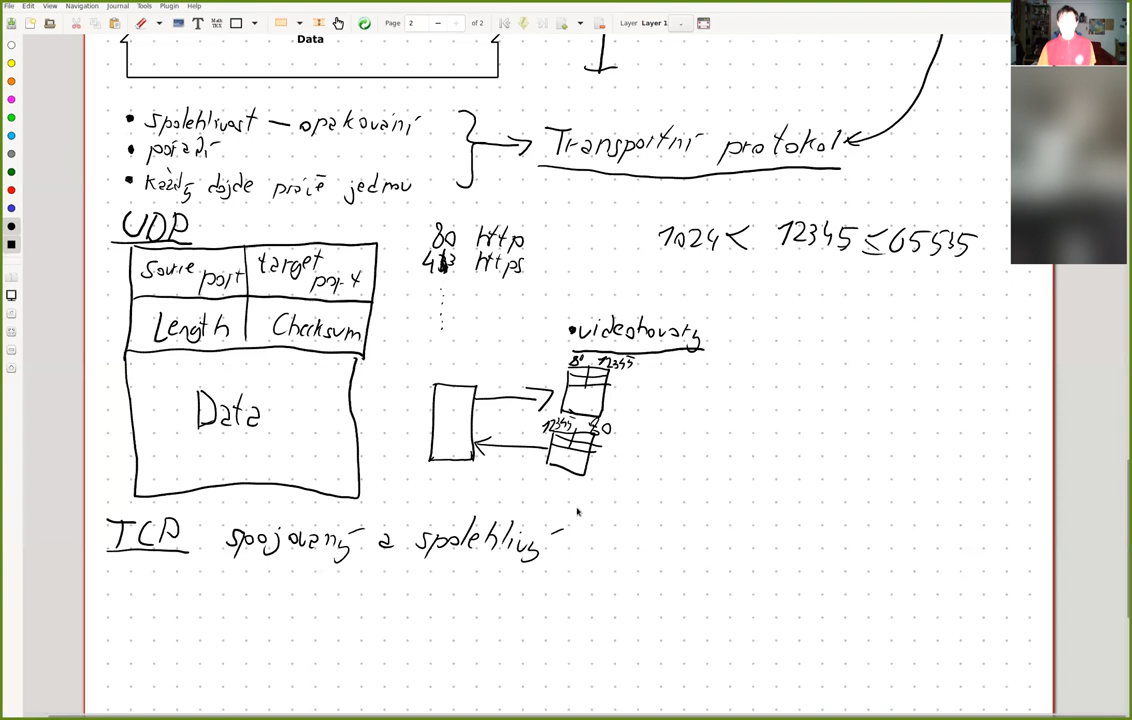 File Edit View Navigation Journal Tools Plugin Help
Page 2 of 2 Layer Layer 1
Data
• spolehlivost – opakování
• pořadí
• každý dojde právě jednou
Transportní protokol
UDP
source port target port
Length Checksum
Data
80 http
443 https
1024 < 12345 ≤ 65535
• videohovory
80 12345
12345 80
TCP spojovaný a spolehlivý